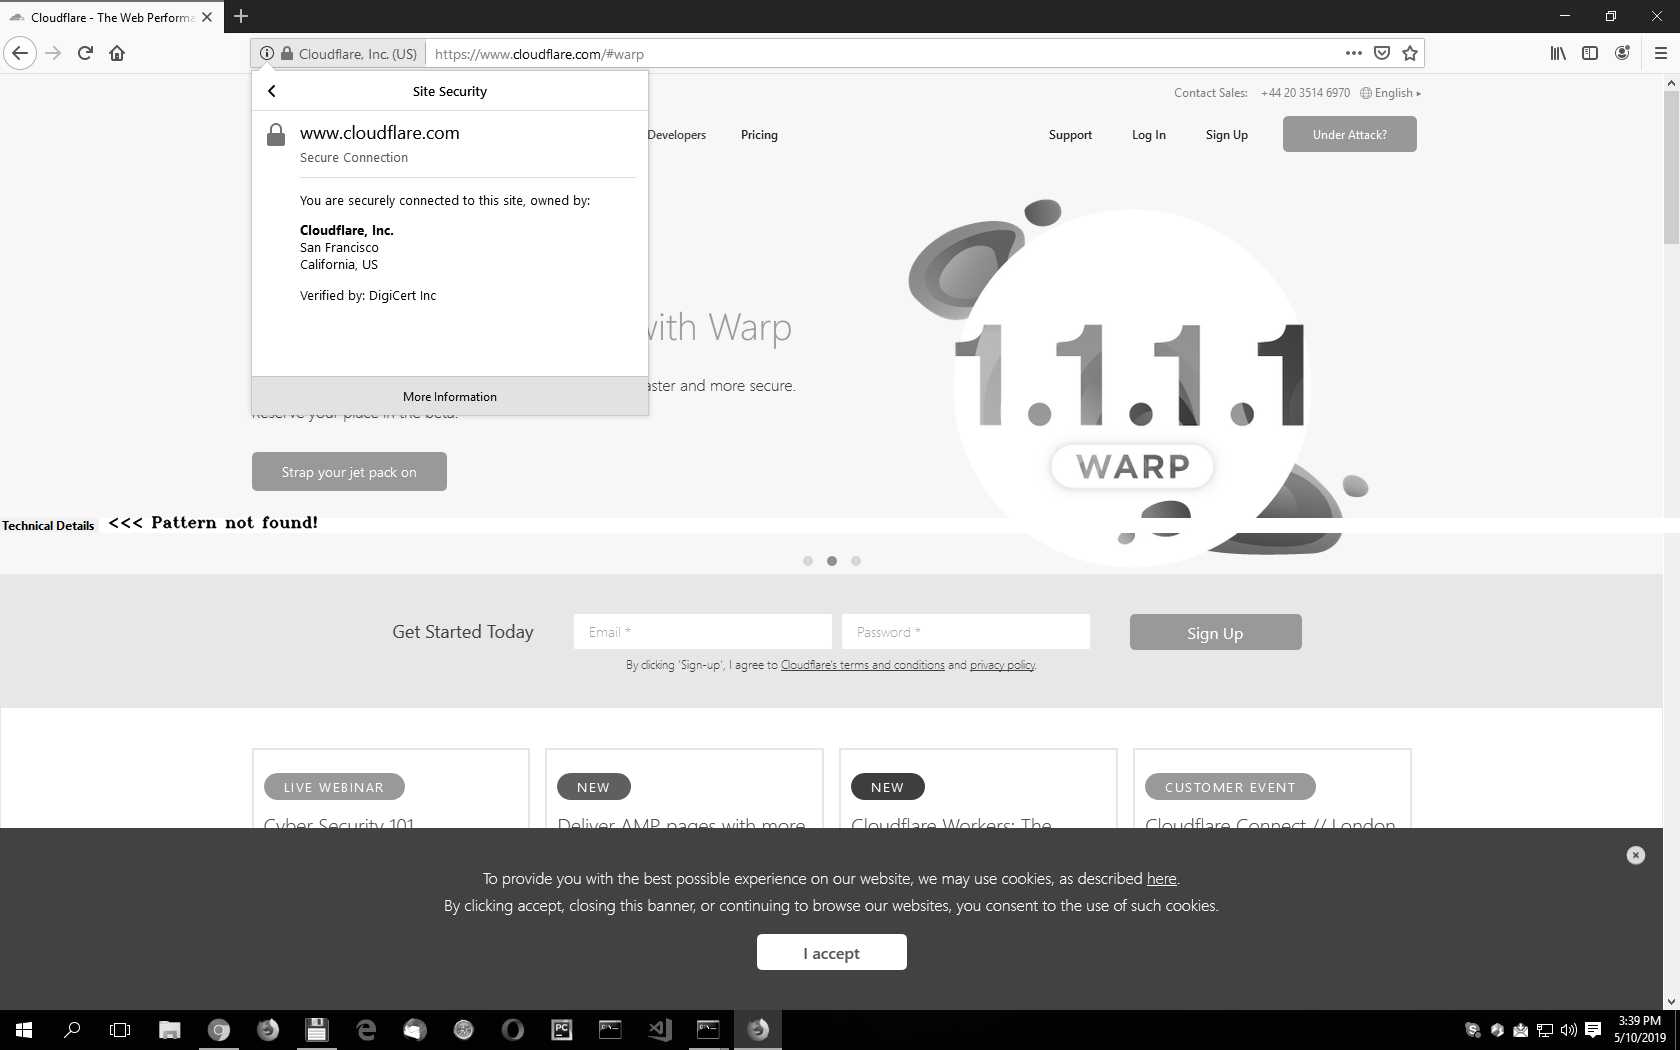 Cloudflare - The Web Performa
Cloudflare, Inc. (US)
https://www.cloudflare.com/#warp
Site Security
www.cloudflare.com
Secure Connection
You are securely connected to this site, owned by:
Cloudflare, Inc.
San Francisco
California, US
Verified by: DigiCert Inc
More Information
Contact Sales: +44 20 3514 6970 English
Developers Pricing Support Log In Sign Up Under Attack?
with Warp
aster and more secure.
Reserve your place in the beta.
Strap your jet pack on
1.1.1.1
WARP
Technical Details <<< Pattern not found!
Get Started Today Email * Password * Sign Up
By clicking 'Sign-up', I agree to Cloudflare's terms and conditions and privacy policy.
LIVE WEBINAR NEW NEW CUSTOMER EVENT
Cyber Security 101 Deliver AMP pages with more Cloudflare Workers: The Cloudflare Connect // London
To provide you with the best possible experience on our website, we may use cookies, as described here.
By clicking accept, closing this banner, or continuing to browse our websites, you consent to the use of such cookies.
I accept
PC
3:39 PM
5/10/2019